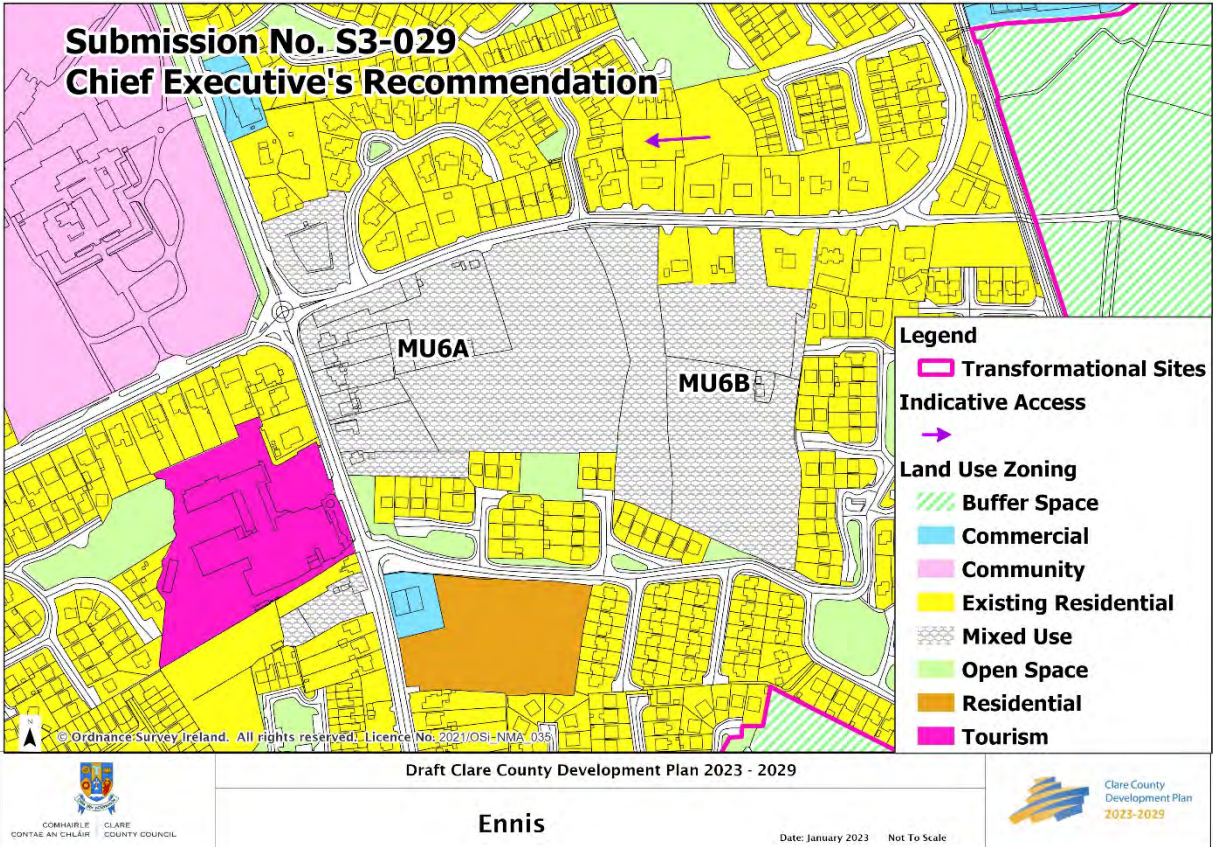 Submission No. S3-029
Chief Executive's Recommendation
MU6A
MU6B
Legend
Transformational Sites
Indicative Access
Land Use Zoning
Buffer Space
Commercial
Community
Existing Residential
Mixed Use
Open Space
Residential
Tourism
N
© Ordnance Survey Ireland. All rights reserved. Licence No. 2021/OSi_NMA_035
COMHAIRLE CLARE
CONTAE AN CHLÁIR COUNTY COUNCIL
Draft Clare County Development Plan 2023 - 2029
Ennis
Date: January 2023 Not To Scale
Clare County
Development Plan
2023-2029